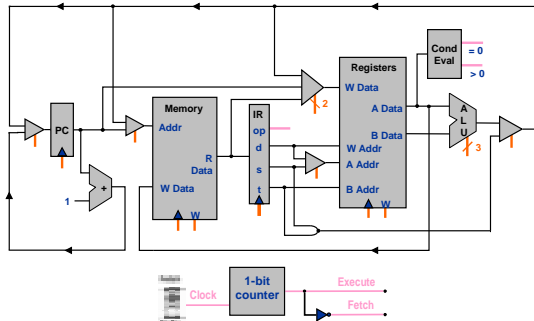 Cond
Eval
= 0
> 0
Registers
W Data
A Data
B Data
W Addr
A Addr
B Addr
W
A
L
U
3
2
PC
Memory
Addr
R
Data
W Data
W
IR
op
d
s
t
1
+
Clock
1-bit
counter
Execute
Fetch